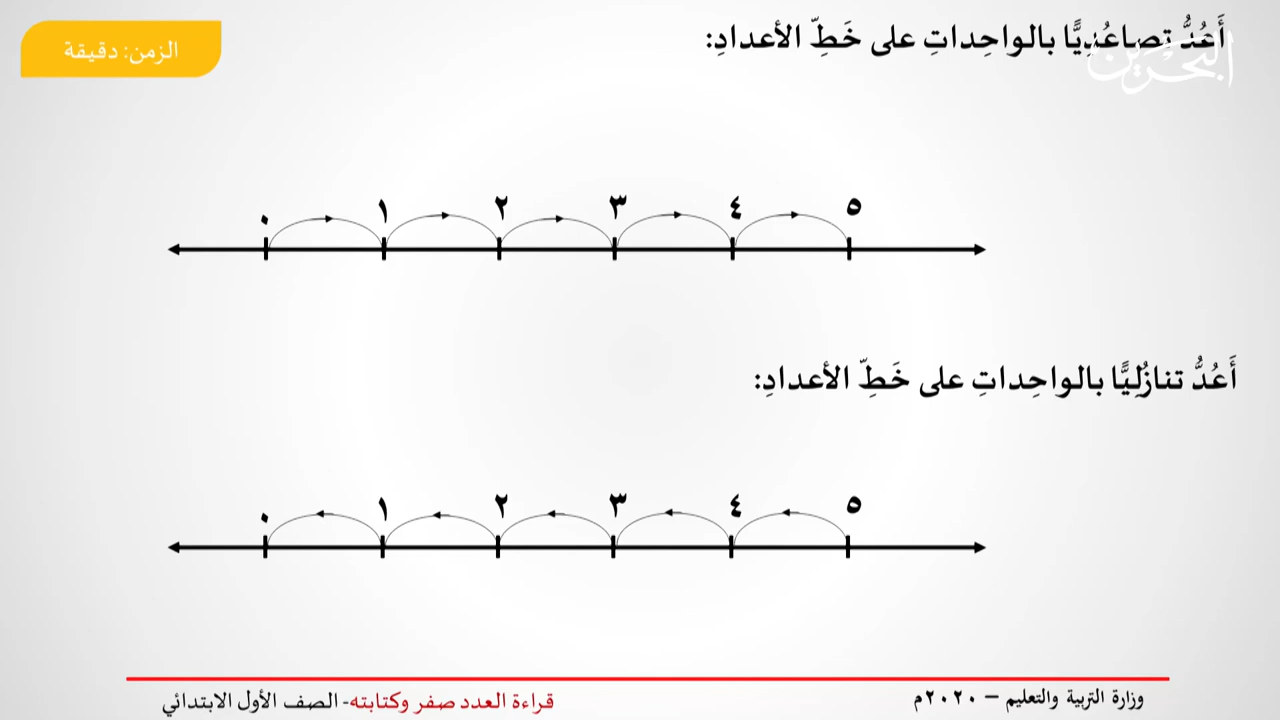 أَعُدُّ تصاعُدِيًّا بالواحِداتِ على خَطِّ الأعدادِ:
البحرين
الزمن: دقيقة
٠ ١ ٢ ٣ ٤ ٥
أَعُدُّ تنازُلِيًّا بالواحِداتِ على خَطِّ الأعدادِ:
٠ ١ ٢ ٣ ٤ ٥
وزارة التربية والتعليم – ٢٠٢٠م
قراءة العدد صفر وكتابته- الصف الأول الابتدائي